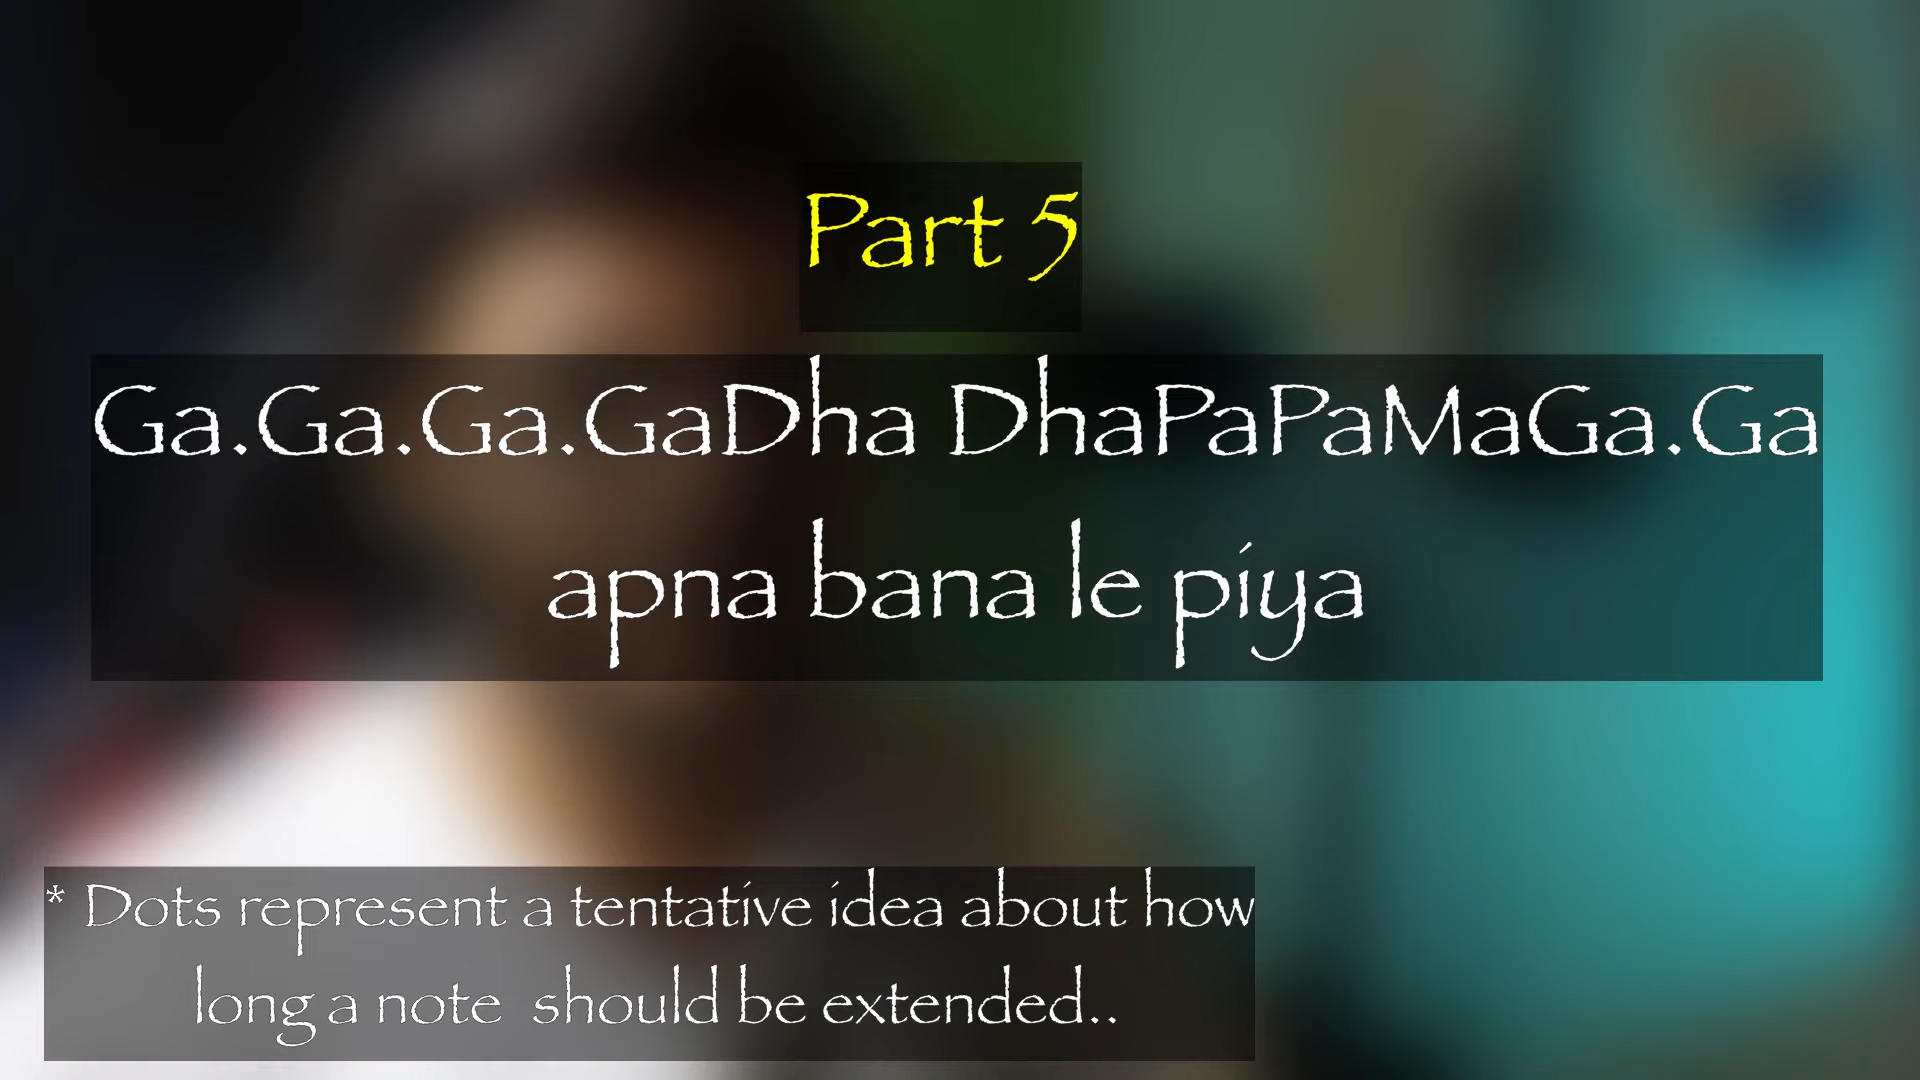 Part 5
Ga.Ga.Ga.GaDha DhaPaPaMaGa.Ga
apna bana le piya
* Dots represent a tentative idea about how
long a note should be extended..